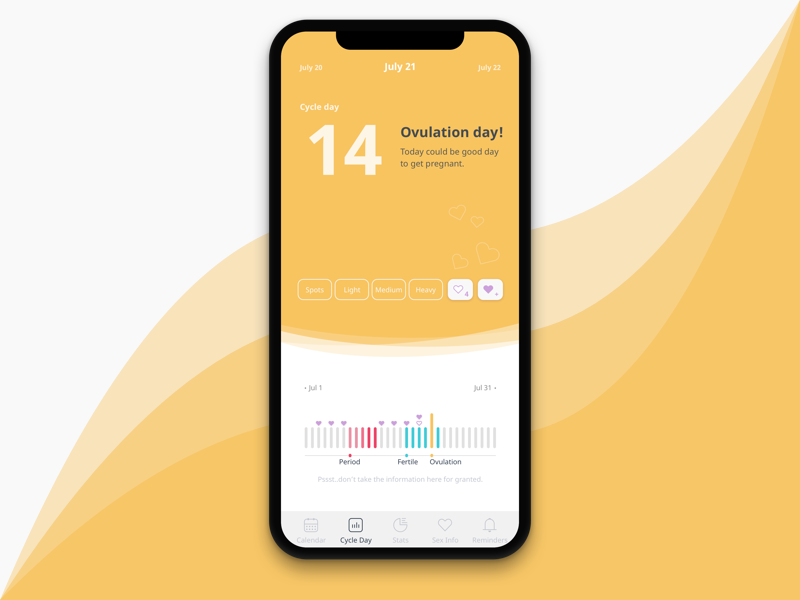 July 20 July 21 July 22
Cycle day
14
Ovulation day!
Today could be good day
to get pregnant.
Spots Light Medium Heavy 4 +
• Jul 1 Jul 31 •
Period Fertile Ovulation
Pssst..don't take the information here for granted.
Calendar Cycle Day Stats Sex Info Reminders